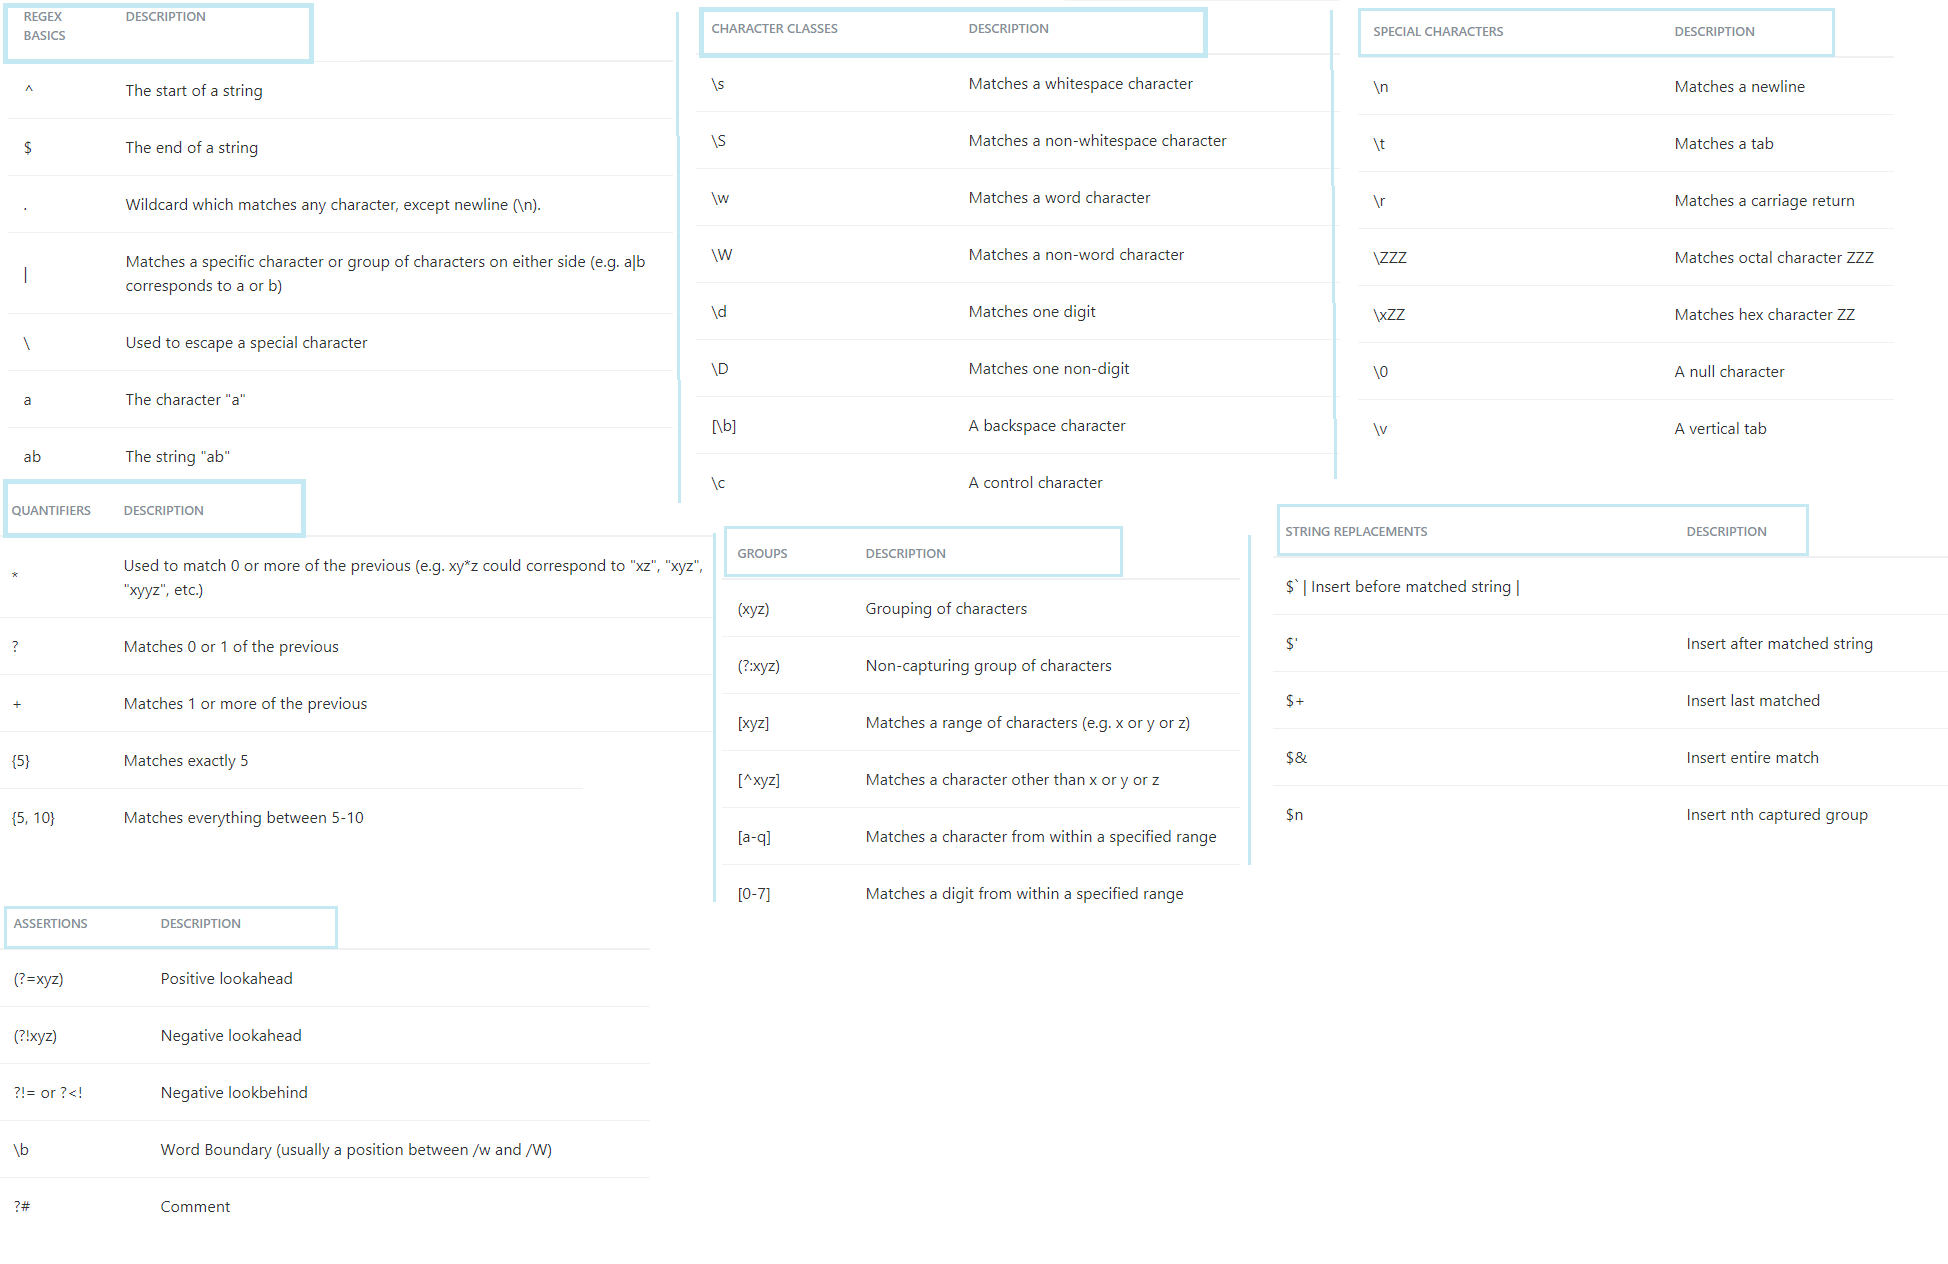 REGEX BASICS DESCRIPTION
^ The start of a string
$ The end of a string
. Wildcard which matches any character, except newline (\n).
| Matches a specific character or group of characters on either side (e.g. a|b
corresponds to a or b)
\ Used to escape a special character
a The character "a"
ab The string "ab"
CHARACTER CLASSES DESCRIPTION
\s Matches a whitespace character
\S Matches a non-whitespace character
\w Matches a word character
\W Matches a non-word character
\d Matches one digit
\D Matches one non-digit
[\b] A backspace character
\c A control character
SPECIAL CHARACTERS DESCRIPTION
\n Matches a newline
\t Matches a tab
\r Matches a carriage return
\ZZZ Matches octal character ZZZ
\xZZ Matches hex character ZZ
\0 A null character
\v A vertical tab
QUANTIFIERS DESCRIPTION
* Used to match 0 or more of the previous (e.g. xy*z could correspond to "xz", "xyz",
"xyyz", etc.)
? Matches 0 or 1 of the previous
+ Matches 1 or more of the previous
{5} Matches exactly 5
{5, 10} Matches everything between 5-10
GROUPS DESCRIPTION
(xyz) Grouping of characters
(?:xyz) Non-capturing group of characters
[xyz] Matches a range of characters (e.g. x or y or z)
[^xyz] Matches a character other than x or y or z
[a-q] Matches a character from within a specified range
[0-7] Matches a digit from within a specified range
STRING REPLACEMENTS DESCRIPTION
$` | Insert before matched string |
$' Insert after matched string
$+ Insert last matched
$& Insert entire match
$n Insert nth captured group
ASSERTIONS DESCRIPTION
(?=xyz) Positive lookahead
(?!xyz) Negative lookahead
?!= or ?<! Negative lookbehind
\b Word Boundary (usually a position between /w and /W)
?# Comment